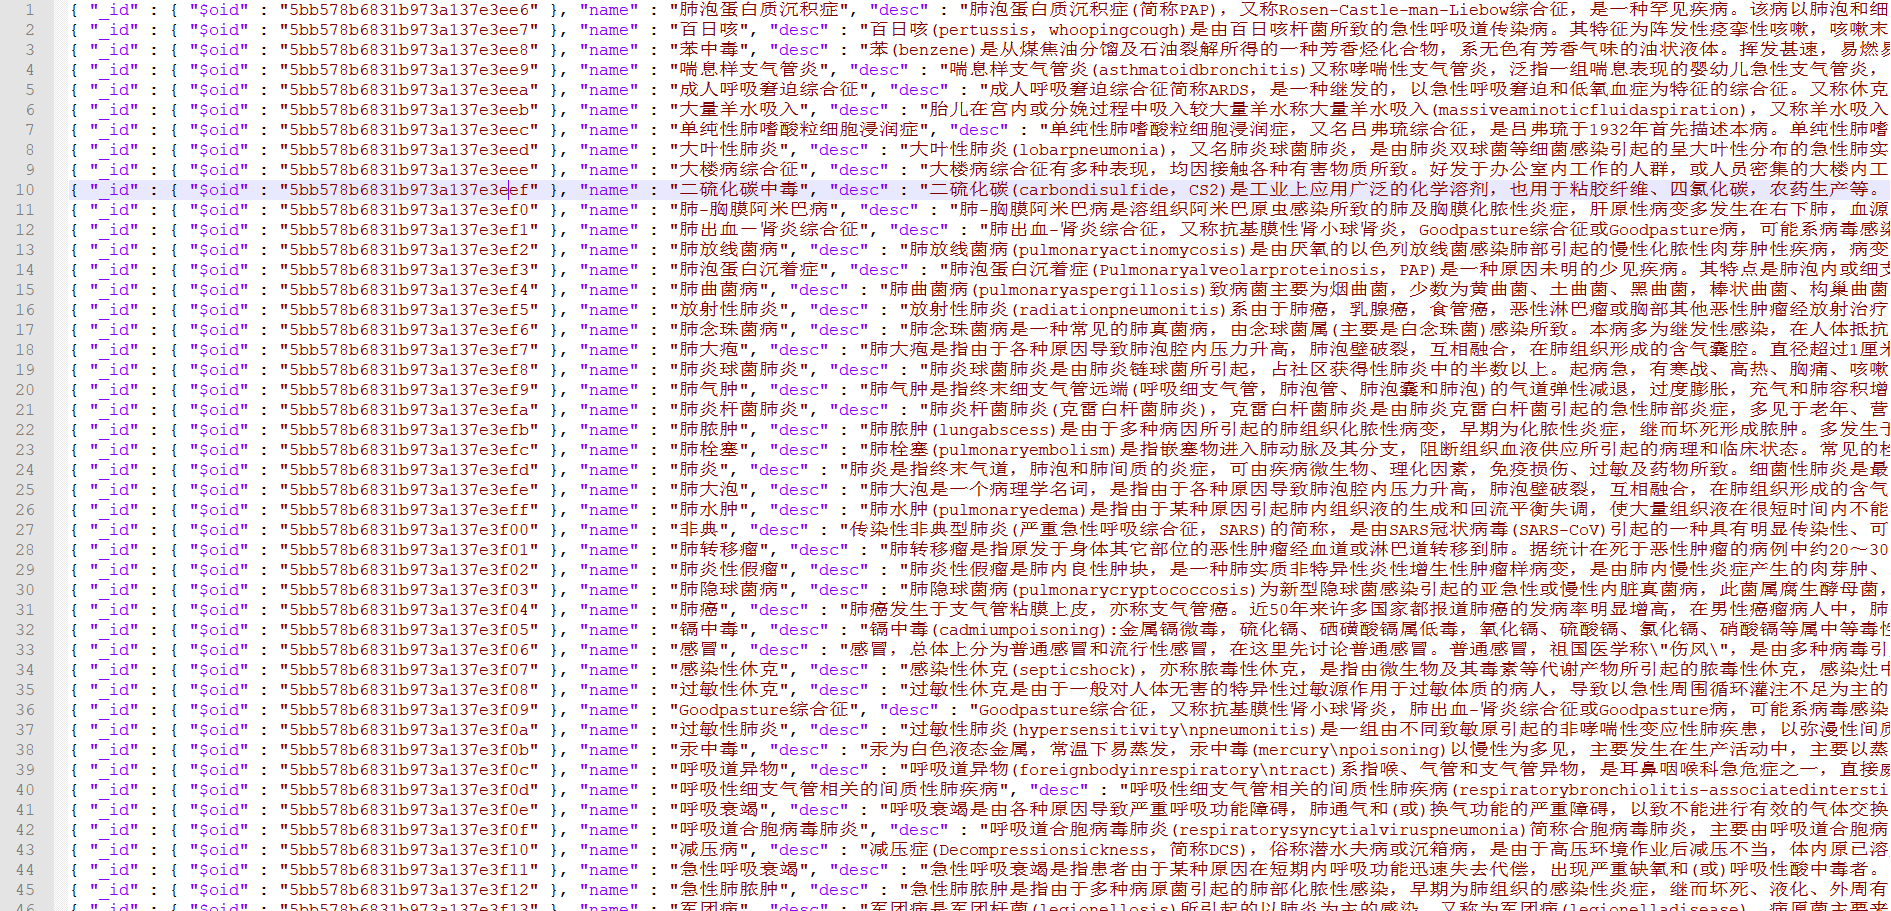 1 { "_id" : { "$oid" : "5bb578b6831b973a137e3ee6" }, "name" : "肺泡蛋白质沉积症", "desc" : "肺泡蛋白质沉积症(简称PAP)，又称Rosen-Castle-man-Liebow综合征，是一种罕见疾病。该病以肺泡和细
2 { "_id" : { "$oid" : "5bb578b6831b973a137e3ee7" }, "name" : "百日咳", "desc" : "百日咳(pertussis，whoopingcough)是由百日咳杆菌所致的急性呼吸道传染病。其特征为阵发性痉挛性咳嗽，咳嗽末
3 { "_id" : { "$oid" : "5bb578b6831b973a137e3ee8" }, "name" : "苯中毒", "desc" : "苯(benzene)是从煤焦油分馏及石油裂解所得的一种芳香烃化合物，系无色有芳香气味的油状液体。挥发甚速，易燃易
4 { "_id" : { "$oid" : "5bb578b6831b973a137e3ee9" }, "name" : "喘息样支气管炎", "desc" : "喘息样支气管炎(asthmatoidbronchitis)又称哮喘性支气管炎，泛指一组喘息表现的婴幼儿急性支气管炎，
5 { "_id" : { "$oid" : "5bb578b6831b973a137e3eea" }, "name" : "成人呼吸窘迫综合征", "desc" : "成人呼吸窘迫综合征简称ARDS，是一种继发的，以急性呼吸窘迫和低氧血症为特征的综合征。又称休克
6 { "_id" : { "$oid" : "5bb578b6831b973a137e3eeb" }, "name" : "大量羊水吸入", "desc" : "胎儿在宫内或分娩过程中吸入较大量羊水称大量羊水吸入(massiveaminoticfluidaspiration)，又称羊水吸入
7 { "_id" : { "$oid" : "5bb578b6831b973a137e3eec" }, "name" : "单纯性肺嗜酸粒细胞浸润症", "desc" : "单纯性肺嗜酸粒细胞浸润症，又名吕弗琉综合征，是吕弗琉于1932年首先描述本病。单纯性肺嗜
8 { "_id" : { "$oid" : "5bb578b6831b973a137e3eed" }, "name" : "大叶性肺炎", "desc" : "大叶性肺炎(lobarpneumonia)，又名肺炎球菌肺炎，是由肺炎双球菌等细菌感染引起的呈大叶性分布的急性肺实
9 { "_id" : { "$oid" : "5bb578b6831b973a137e3eee" }, "name" : "大楼病综合征", "desc" : "大楼病综合征有多种表现，均因接触各种有害物质所致。好发于办公室内工作的人群，或人员密集的大楼内工
10 { "_id" : { "$oid" : "5bb578b6831b973a137e3eef" }, "name" : "二硫化碳中毒", "desc" : "二硫化碳(carbondisulfide，CS2)是工业上应用广泛的化学溶剂，也用于粘胶纤维、四氯化碳，农药生产等。
11 { "_id" : { "$oid" : "5bb578b6831b973a137e3ef0" }, "name" : "肺-胸膜阿米巴病", "desc" : "肺-胸膜阿米巴病是溶组织阿米巴原虫感染所致的肺及胸膜化脓性炎症，肝原性病变多发生在右下肺，血源
12 { "_id" : { "$oid" : "5bb578b6831b973a137e3ef1" }, "name" : "肺出血－肾炎综合征", "desc" : "肺出血-肾炎综合征，又称抗基膜性肾小球肾炎，Goodpasture综合征或Goodpasture病，可能系病毒感染
13 { "_id" : { "$oid" : "5bb578b6831b973a137e3ef2" }, "name" : "肺放线菌病", "desc" : "肺放线菌病(pulmonaryactinomycosis)是由厌氧的以色列放线菌感染肺部引起的慢性化脓性肉芽肿性疾病，病变
14 { "_id" : { "$oid" : "5bb578b6831b973a137e3ef3" }, "name" : "肺泡蛋白沉着症", "desc" : "肺泡蛋白沉着症(Pulmonaryalveolarproteinosis，PAP)是一种原因未明的少见疾病。其特点是肺泡内或细支
15 { "_id" : { "$oid" : "5bb578b6831b973a137e3ef4" }, "name" : "肺曲菌病", "desc" : "肺曲菌病(pulmonaryaspergillosis)致病菌主要为烟曲菌，少数为黄曲菌、土曲菌、黑曲菌，棒状曲菌、构巢曲菌
16 { "_id" : { "$oid" : "5bb578b6831b973a137e3ef5" }, "name" : "放射性肺炎", "desc" : "放射性肺炎(radiationpneumonitis)系由于肺癌，乳腺癌，食管癌，恶性淋巴瘤或胸部其他恶性肿瘤经放射治疗
17 { "_id" : { "$oid" : "5bb578b6831b973a137e3ef6" }, "name" : "肺念珠菌病", "desc" : "肺念珠菌病是一种常见的肺真菌病，由念球菌属(主要是白念珠菌)感染所致。本病多为继发性感染，在人体抵抗
18 { "_id" : { "$oid" : "5bb578b6831b973a137e3ef7" }, "name" : "肺大疱", "desc" : "肺大疱是指由于各种原因导致肺泡腔内压力升高，肺泡壁破裂，互相融合，在肺组织形成的含气囊腔。直径超过1厘米
19 { "_id" : { "$oid" : "5bb578b6831b973a137e3ef8" }, "name" : "肺炎球菌肺炎", "desc" : "肺炎球菌肺炎是由肺炎链球菌所引起，占社区获得性肺炎中的半数以上。起病急，有寒战、高热、胸痛、咳嗽
20 { "_id" : { "$oid" : "5bb578b6831b973a137e3ef9" }, "name" : "肺气肿", "desc" : "肺气肿是指终末细支气管远端(呼吸细支气管，肺泡管、肺泡囊和肺泡)的气道弹性减退，过度膨胀，充气和肺容积增
21 { "_id" : { "$oid" : "5bb578b6831b973a137e3efa" }, "name" : "肺炎杆菌肺炎", "desc" : "肺炎杆菌肺炎(克雷白杆菌肺炎)，克雷白杆菌肺炎是由肺炎克雷白杆菌引起的急性肺部炎症，多见于老年、营
22 { "_id" : { "$oid" : "5bb578b6831b973a137e3efb" }, "name" : "肺脓肿", "desc" : "肺脓肿(lungabscess)是由于多种病因所引起的肺组织化脓性病变，早期为化脓性炎症，继而坏死形成脓肿。多发生于
23 { "_id" : { "$oid" : "5bb578b6831b973a137e3efc" }, "name" : "肺栓塞", "desc" : "肺栓塞(pulmonaryembolism)是指嵌塞物进入肺动脉及其分支，阻断组织血液供应所引起的病理和临床状态。常见的栓
24 { "_id" : { "$oid" : "5bb578b6831b973a137e3efd" }, "name" : "肺炎", "desc" : "肺炎是指终末气道，肺泡和肺间质的炎症，可由疾病微生物、理化因素，免疫损伤、过敏及药物所致。细菌性肺炎是最
25 { "_id" : { "$oid" : "5bb578b6831b973a137e3efe" }, "name" : "肺大泡", "desc" : "肺大泡是一个病理学名词，是指由于各种原因导致肺泡腔内压力升高，肺泡壁破裂，互相融合，在肺组织形成的含气
26 { "_id" : { "$oid" : "5bb578b6831b973a137e3eff" }, "name" : "肺水肿", "desc" : "肺水肿(pulmonaryedema)是指由于某种原因引起肺内组织液的生成和回流平衡失调，使大量组织液在很短时间内不能
27 { "_id" : { "$oid" : "5bb578b6831b973a137e3f00" }, "name" : "非典", "desc" : "传染性非典型肺炎(严重急性呼吸综合征，SARS)的简称，是由SARS冠状病毒(SARS-CoV)引起的一种具有明显传染性、可
28 { "_id" : { "$oid" : "5bb578b6831b973a137e3f01" }, "name" : "肺转移瘤", "desc" : "肺转移瘤是指原发于身体其它部位的恶性肿瘤经血道或淋巴道转移到肺。据统计在死于恶性肿瘤的病例中约20～30
29 { "_id" : { "$oid" : "5bb578b6831b973a137e3f02" }, "name" : "肺炎性假瘤", "desc" : "肺炎性假瘤是肺内良性肿块，是一种肺实质非特异性炎性增生性肿瘤样病变，是由肺内慢性炎症产生的肉芽肿、
30 { "_id" : { "$oid" : "5bb578b6831b973a137e3f03" }, "name" : "肺隐球菌病", "desc" : "肺隐球菌病(pulmonarycryptococcosis)为新型隐球菌感染引起的亚急性或慢性内脏真菌病，此菌属腐生酵母菌，
31 { "_id" : { "$oid" : "5bb578b6831b973a137e3f04" }, "name" : "肺癌", "desc" : "肺癌发生于支气管粘膜上皮，亦称支气管癌。近50年来许多国家都报道肺癌的发病率明显增高，在男性癌瘤病人中，肺
32 { "_id" : { "$oid" : "5bb578b6831b973a137e3f05" }, "name" : "镉中毒", "desc" : "镉中毒(cadmiumpoisoning):金属镉微毒，硫化镉、硒磺酸镉属低毒，氧化镉、硫酸镉、氯化镉、硝酸镉等属中等毒性
33 { "_id" : { "$oid" : "5bb578b6831b973a137e3f06" }, "name" : "感冒", "desc" : "感冒，总体上分为普通感冒和流行性感冒，在这里先讨论普通感冒。普通感冒，祖国医学称\"伤风\"，是由多种病毒引
34 { "_id" : { "$oid" : "5bb578b6831b973a137e3f07" }, "name" : "感染性休克", "desc" : "感染性休克(septicshock)，亦称脓毒性休克，是指由微生物及其毒素等代谢产物所引起的脓毒性休克，感染灶中
35 { "_id" : { "$oid" : "5bb578b6831b973a137e3f08" }, "name" : "过敏性休克", "desc" : "过敏性休克是由于一般对人体无害的特异性过敏源作用于过敏体质的病人，导致以急性周围循环灌注不足为主的
36 { "_id" : { "$oid" : "5bb578b6831b973a137e3f09" }, "name" : "Goodpasture综合征", "desc" : "Goodpasture综合征，又称抗基膜性肾小球肾炎，肺出血-肾炎综合征或Goodpasture病，可能系病毒感
37 { "_id" : { "$oid" : "5bb578b6831b973a137e3f0a" }, "name" : "过敏性肺炎", "desc" : "过敏性肺炎(hypersensitivity\npneumonitis)是一组由不同致敏原引起的非哮喘性变应性肺疾患，以弥漫性间质
38 { "_id" : { "$oid" : "5bb578b6831b973a137e3f0b" }, "name" : "汞中毒", "desc" : "汞为白色液态金属，常温下易蒸发，汞中毒(mercury\npoisoning)以慢性为多见，主要发生在生产活动中，主要以蒸
39 { "_id" : { "$oid" : "5bb578b6831b973a137e3f0c" }, "name" : "呼吸道异物", "desc" : "呼吸道异物(foreignbodyinrespiratory\ntract)系指喉、气管和支气管异物，是耳鼻咽喉科急危症之一，直接威
40 { "_id" : { "$oid" : "5bb578b6831b973a137e3f0d" }, "name" : "呼吸性细支气管相关的间质性肺疾病", "desc" : "呼吸性细支气管相关的间质性肺疾病(respiratorybronchiolitis-associatedintersti
41 { "_id" : { "$oid" : "5bb578b6831b973a137e3f0e" }, "name" : "呼吸衰竭", "desc" : "呼吸衰竭是由各种原因导致严重呼吸功能障碍，肺通气和(或)换气功能的严重障碍，以致不能进行有效的气体交换
42 { "_id" : { "$oid" : "5bb578b6831b973a137e3f0f" }, "name" : "呼吸道合胞病毒肺炎", "desc" : "呼吸道合胞病毒肺炎(respiratorysyncytialviruspneumonia)简称合胞病毒肺炎，主要由呼吸道合胞病
43 { "_id" : { "$oid" : "5bb578b6831b973a137e3f10" }, "name" : "减压病", "desc" : "减压症(Decompressionsickness，简称DCS)，俗称潜水夫病或沉箱病，是由于高压环境作业后减压不当，体内原已溶
44 { "_id" : { "$oid" : "5bb578b6831b973a137e3f11" }, "name" : "急性呼吸衰竭", "desc" : "急性呼吸衰竭是指患者由于某种原因在短期内呼吸功能迅速失去代偿，出现严重缺氧和(或)呼吸性酸中毒者。
45 { "_id" : { "$oid" : "5bb578b6831b973a137e3f12" }, "name" : "急性肺脓肿", "desc" : "急性肺脓肿是指由于多种病原菌引起的肺部化脓性感染，早期为肺组织的感染性炎症，继而坏死、液化、外周有
46 { "_id" : { "$oid" : "5bb578b6831b973a137e3f13" }, "name" : "军团病", "desc" : "军团病是军团杆菌(legionellosis)所引起的以肺炎为主的感染，又称为军团病(legionelladisease)，病原菌主要来